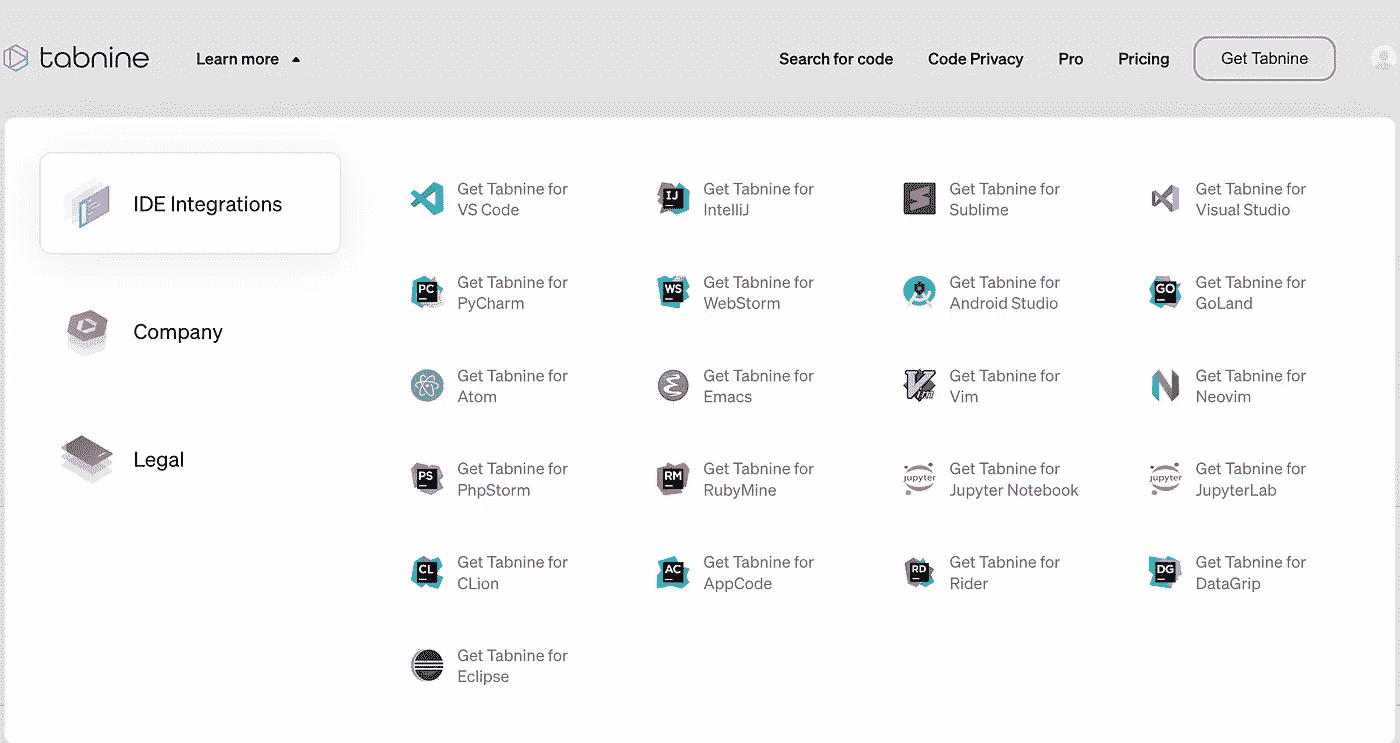 tabnine
Learn more
Search for code
Code Privacy
Pro
Pricing
Get Tabnine
IDE Integrations
Company
Legal
Get Tabnine for
VS Code
IJ
Get Tabnine for
IntelliJ
Get Tabnine for
Sublime
Get Tabnine for
Visual Studio
PC
Get Tabnine for
PyCharm
WS
Get Tabnine for
WebStorm
Get Tabnine for
Android Studio
GO
Get Tabnine for
GoLand
Get Tabnine for
Atom
Get Tabnine for
Emacs
Vim
Get Tabnine for
Vim
Get Tabnine for
Neovim
PS
Get Tabnine for
PhpStorm
RM
Get Tabnine for
RubyMine
jupyter
Get Tabnine for
Jupyter Notebook
jupyter
Get Tabnine for
JupyterLab
CL
Get Tabnine for
CLion
AC
Get Tabnine for
AppCode
RD
Get Tabnine for
Rider
DG
Get Tabnine for
DataGrip
Get Tabnine for
Eclipse